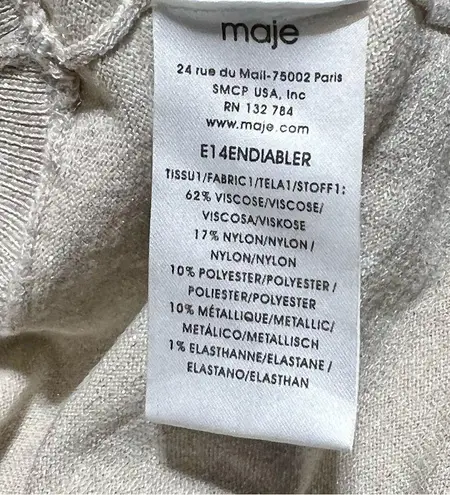 maje
24 rue du Mail-75002 Paris
SMCP USA, Inc
RN 132 784
www.maje.com
E14ENDIABLER
TISSU1/FABRIC1/TELA1/STOFF1:
62% VISCOSE/VISCOSE/
VISCOSA/VISKOSE
17% NYLON/NYLON/
NYLON/NYLON
10% POLYESTER/POLYESTER/
POLIESTER/POLYESTER
10% MÉTALLIQUE/METALLIC/
METÁLICO/METALLISCH
1% ELASTHANNE/ELASTANE/
ELASTANO/ELASTHAN